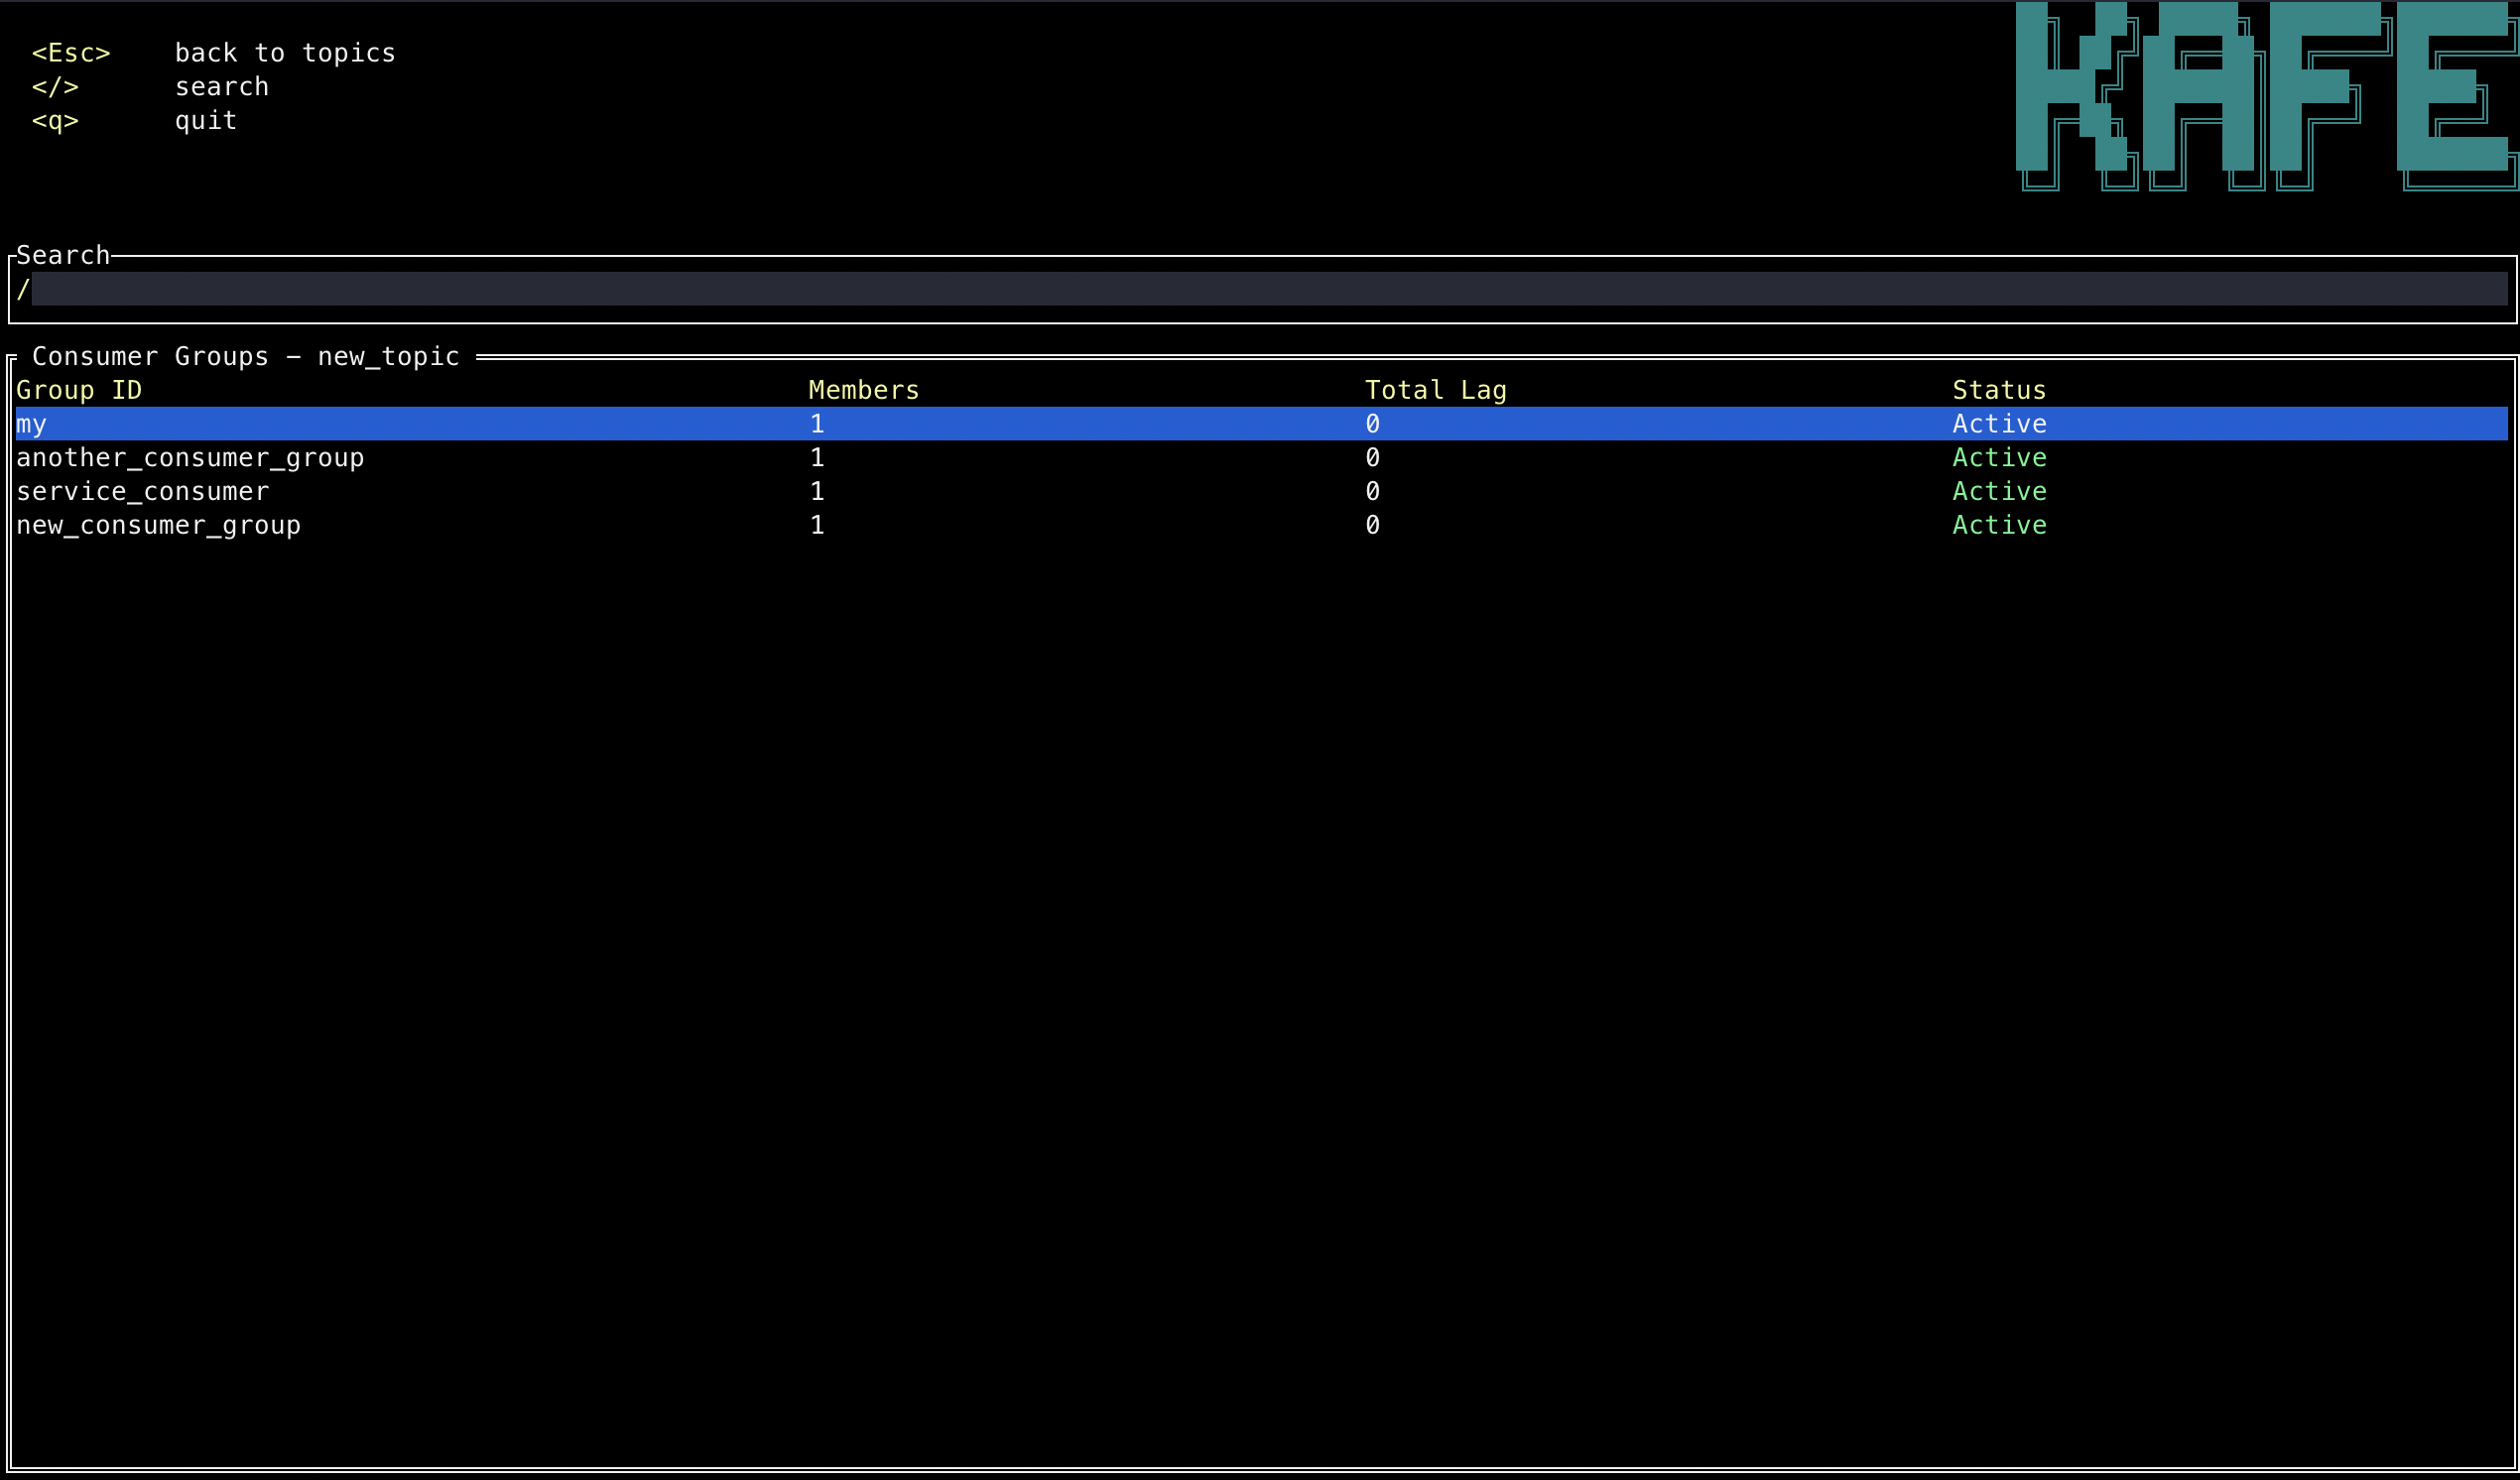 <Esc> back to topics
</> search
<q> quit
KAFE
Search
/
Consumer Groups - new_topic
Group ID Members Total Lag Status
my 1 0 Active
another_consumer_group 1 0 Active
service_consumer 1 0 Active
new_consumer_group 1 0 Active